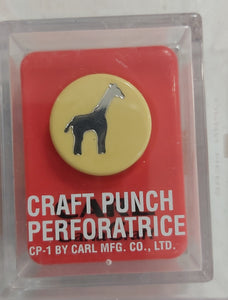 CRAFT PUNCH
PERFORATRICE
CP-1 BY CARL MFG. CO., LTD.